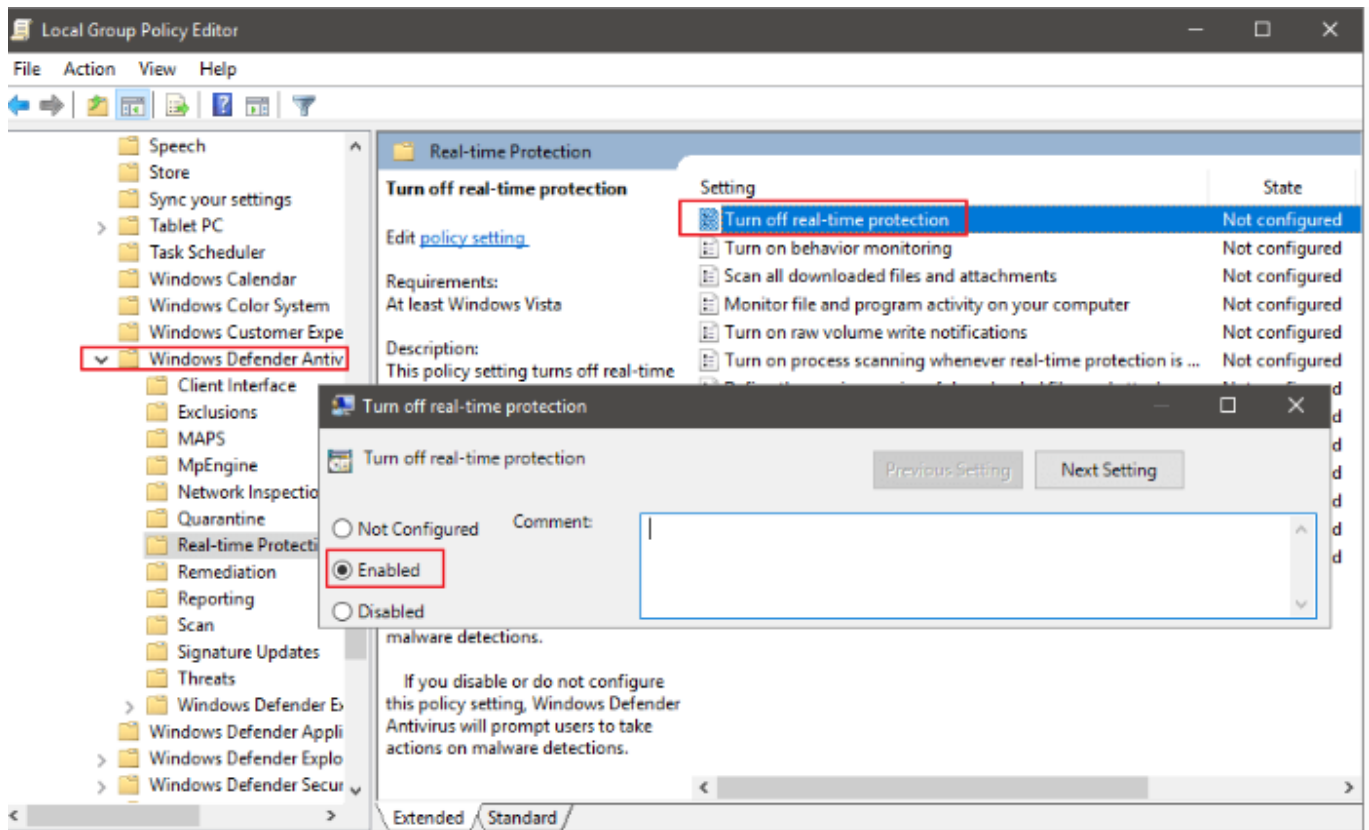 Local Group Policy Editor
File Action View Help
Speech
Store
Sync your settings
Tablet PC
Task Scheduler
Windows Calendar
Windows Color System
Windows Customer Expe
Windows Defender Antiv
Client Interface
Exclusions
MAPS
MpEngine
Network Inspectio
Quarantine
Real-time Protecti
Remediation
Reporting
Scan
Signature Updates
Threats
Windows Defender Ex
Windows Defender Appli
Windows Defender Explo
Windows Defender Secur
Real-time Protection
Turn off real-time protection
Edit policy setting
Requirements:
At least Windows Vista
Description:
This policy setting turns off real-time
malware detections.
If you disable or do not configure
this policy setting, Windows Defender
Antivirus will prompt users to take
actions on malware detections.
Setting State
Turn off real-time protection Not configured
Turn on behavior monitoring Not configured
Scan all downloaded files and attachments Not configured
Monitor file and program activity on your computer Not configured
Turn on raw volume write notifications Not configured
Turn on process scanning whenever real-time protection is ... Not configured
Turn off real-time protection
Turn off real-time protection
Previous Setting Next Setting
Not Configured Comment:
Enabled
Disabled
Extended Standard